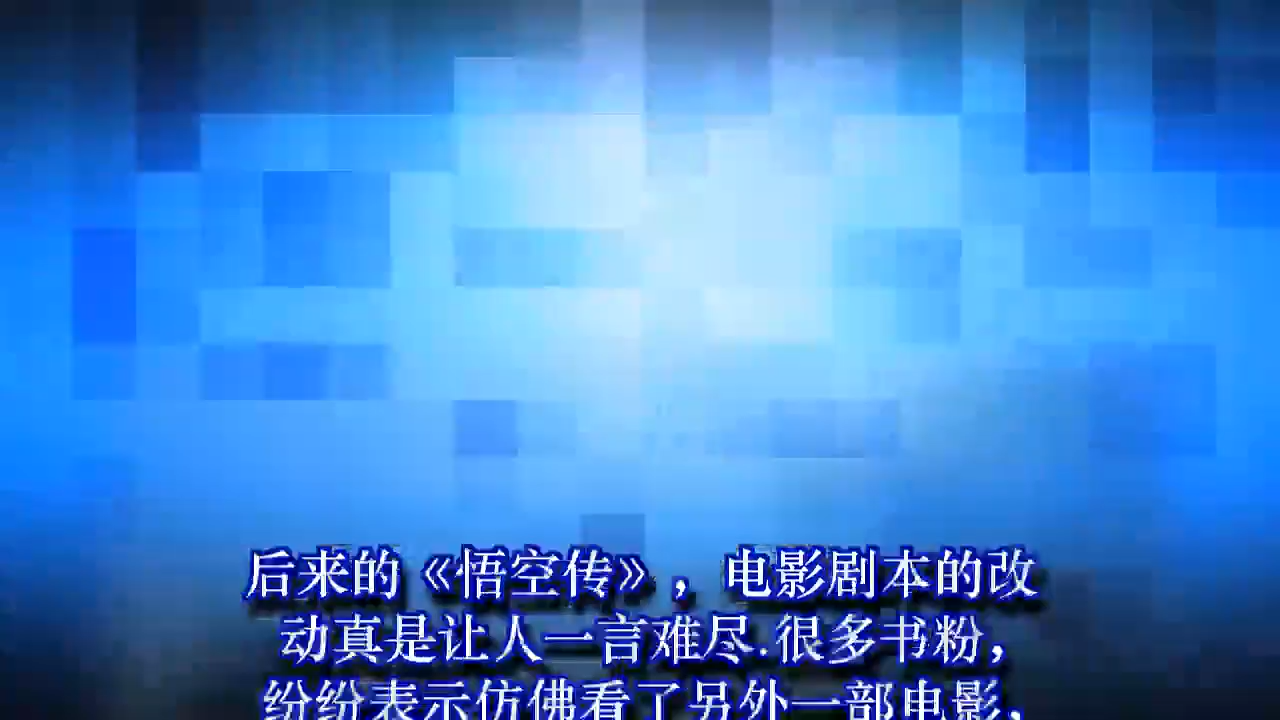 后来的《悟空传》，电影剧本的改
动真是让人一言难尽.很多书粉，
纷纷表示仿佛看了另外一部电影，